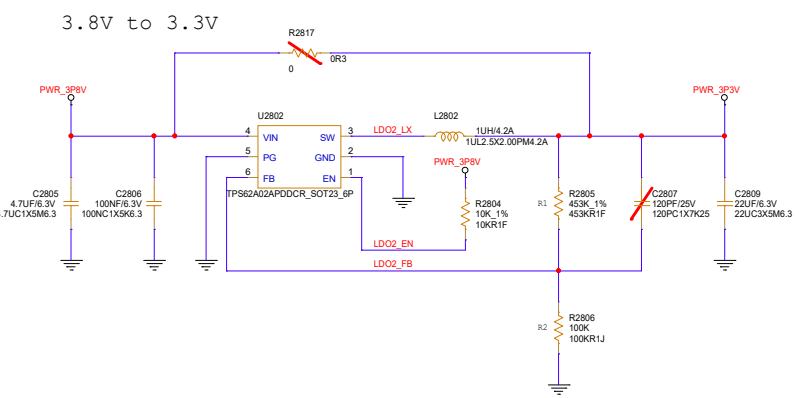 3.8V to 3.3V
R2817
0R3
0
PWR_3P8V
PWR_3P3V
U2802
L2802
4 VIN SW 3 LDO2_LX 1UH/4.2A
1UL2.5X2.00PM4.2A
5 PG GND 2
PWR_3P8V
6 FB EN 1
TPS62A02APDDCR_SOT23_6P
C2805
4.7UF/6.3V
.7UC1X5M6.3
C2806
100NF/6.3V
100NC1X5K6.3
R2804
10K_1%
10KR1F
R1
R2805
453K_1%
453KR1F
C2807
120PF/25V
120PC1X7K25
C2809
22UF/6.3V
22UC3X5M6.3
LDO2_EN
LDO2_FB
R2
R2806
100K
100KR1J